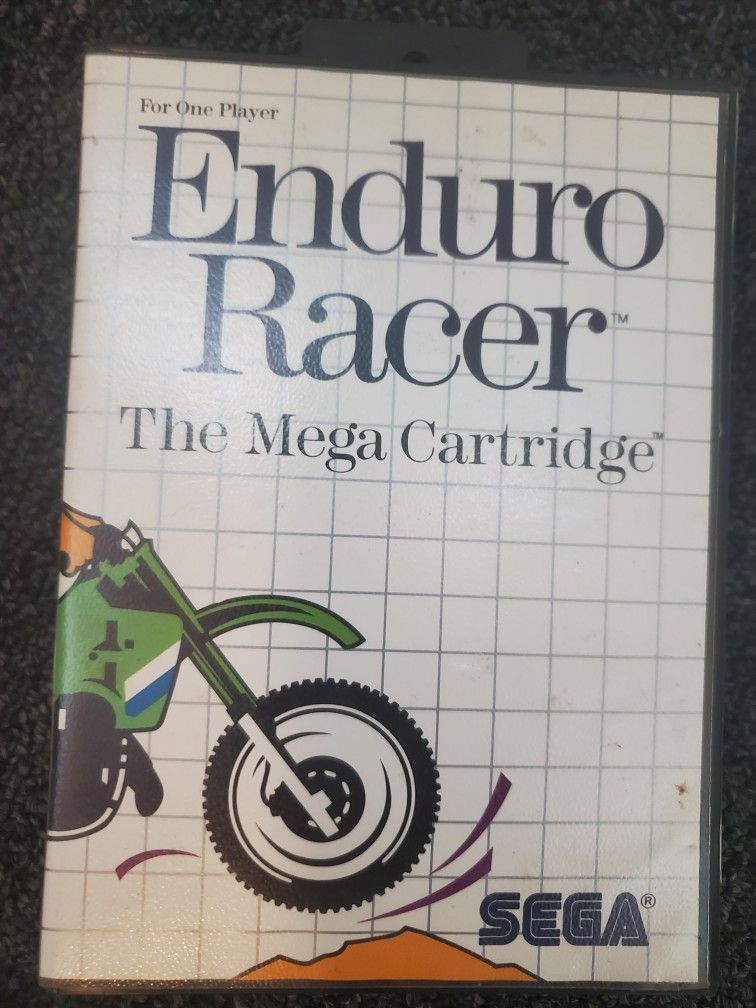 For One Player
Enduro
Racer™
The Mega Cartridge™
SEGA®